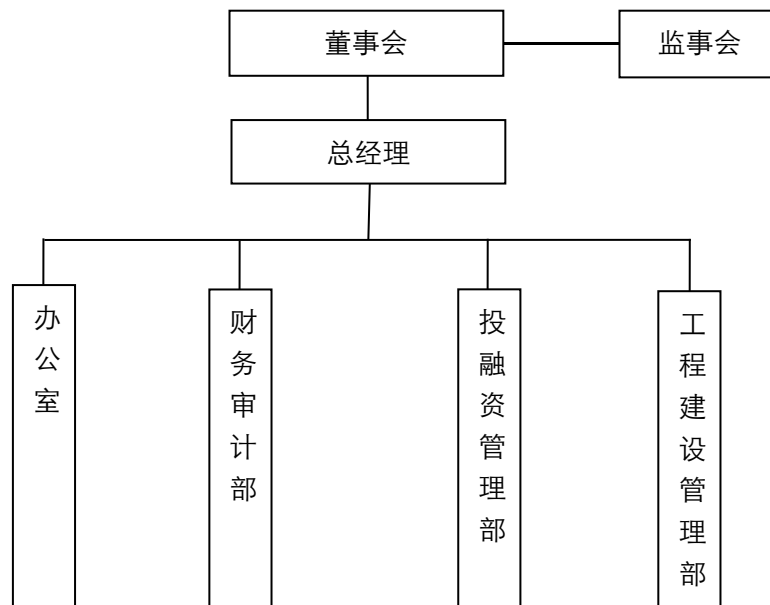 董事会
监事会
总经理
办公室
财务审计部
投融资管理部
工程建设管理部